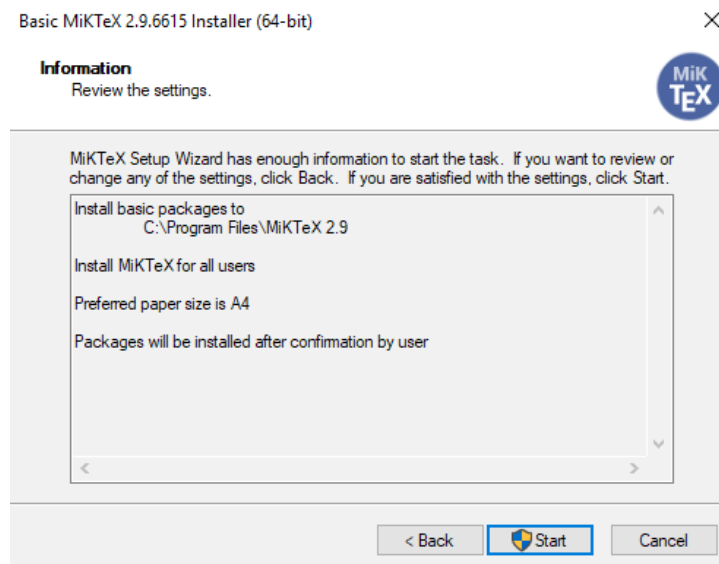 Basic MiKTeX 2.9.6615 Installer (64-bit)
Information
Review the settings.
MiK
TEX
MiKTeX Setup Wizard has enough information to start the task. If you want to review or
change any of the settings, click Back. If you are satisfied with the settings, click Start.
Install basic packages to
C:\Program Files\MiKTeX 2.9
Install MiKTeX for all users
Preferred paper size is A4
Packages will be installed after confirmation by user
< Back
Start
Cancel